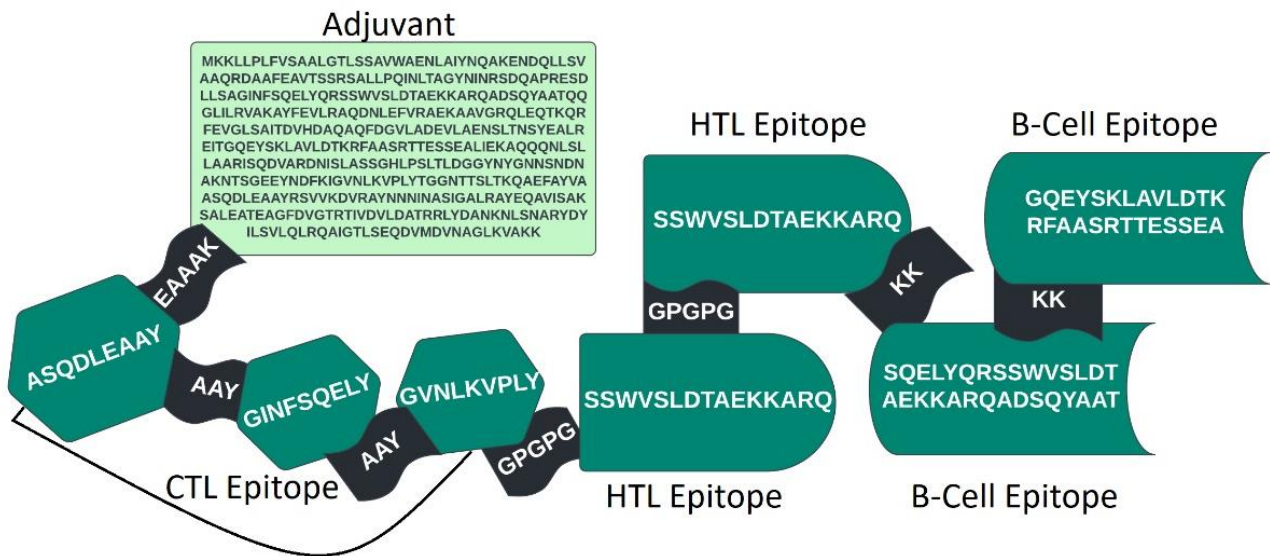 Adjuvant
MKKLLPLFVSAALGTLSSAVWAENLAIYNQAKENDQLLSV
AAQRDAAFEAVTSSRSALLPQINLTAGYNINRSDQAPRESD
LLSAGINFSQELYQRSSWVSLDTAEKKARQADSQYAATQQ
GLILRVAKAYFEVLRAQDNLEFVRAEKAAVGRQLEQTKQR
FEVGLSAITDVHDAQAQFDGVLADEVLAENSLTNSYEALR
EITGQEYSKLAVLDTKRFAASRTTESSEALIEKAQQQNLSL
LAARISQDVARDNISLASSGHLPSLTLDGGYNYGNNSNDN
AKNTSGEEYNDFKIGVNLKVPLYTGGNTTSLTKQAEFAYVA
ASQDLEAAYRSVVKDVRAYNNNINASIGALRAYEQAVISAK
SALEATEAGFDVGTRTIVDVLDATRRLYDANKNLSNARYDY
ILSVLQLRQAIGTLSEQDVMDVNAGLKVAKK
EAAAK
ASQDLEAAY
AAY
GINFSQELY
AAY
GVNLKVPLY
CTL Epitope
GPGPG
SSWVSLDTAEKKARQ
HTL Epitope
GPGPG
HTL Epitope
SSWVSLDTAEKKARQ
KK
SQELYQRSSWVSLDT
AEKKARQADSQYAAT
B-Cell Epitope
KK
B-Cell Epitope
GQEYSKLAVLDTK
RFAASRTTESSEA